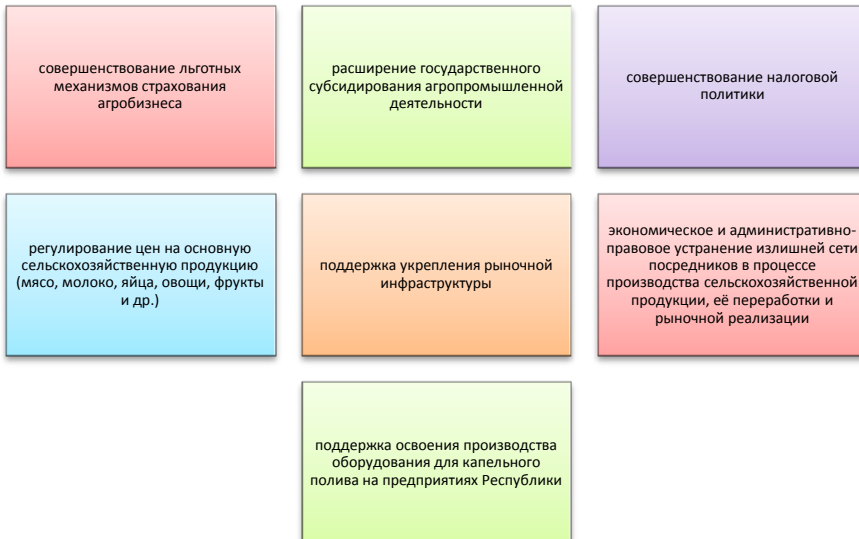 совершенствование льготных
механизмов страхования
агробизнеса
расширение государственного
субсидирования агропромышленной
деятельности
совершенствование налоговой
политики
регулирование цен на основную
сельскохозяйственную продукцию
(мясо, молоко, яйца, овощи, фрукты
и др.)
поддержка укрепления рыночной
инфраструктуры
экономическое и административно-
правовое устранение излишней сети
посредников в процессе
производства сельскохозяйственной
продукции, её переработки и
рыночной реализации
поддержка освоения производства
оборудования для капельного
полива на предприятиях Республики